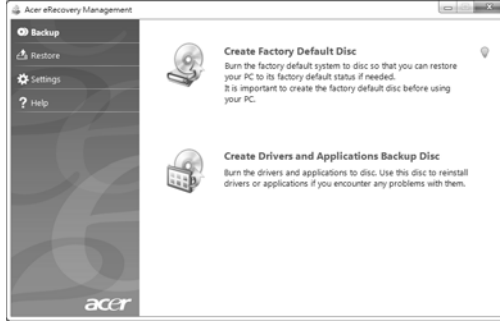 Acer eRecovery Management
Backup
Restore
Settings
? Help
Create Factory Default Disc
Burn the factory default system to disc so that you can restore
your PC to its factory default status if needed.
It is important to create the factory default disc before using
your PC.
Create Drivers and Applications Backup Disc
Burn the drivers and applications to disc. Use this disc to reinstall
drivers or applications if you encounter any problems with them.
acer